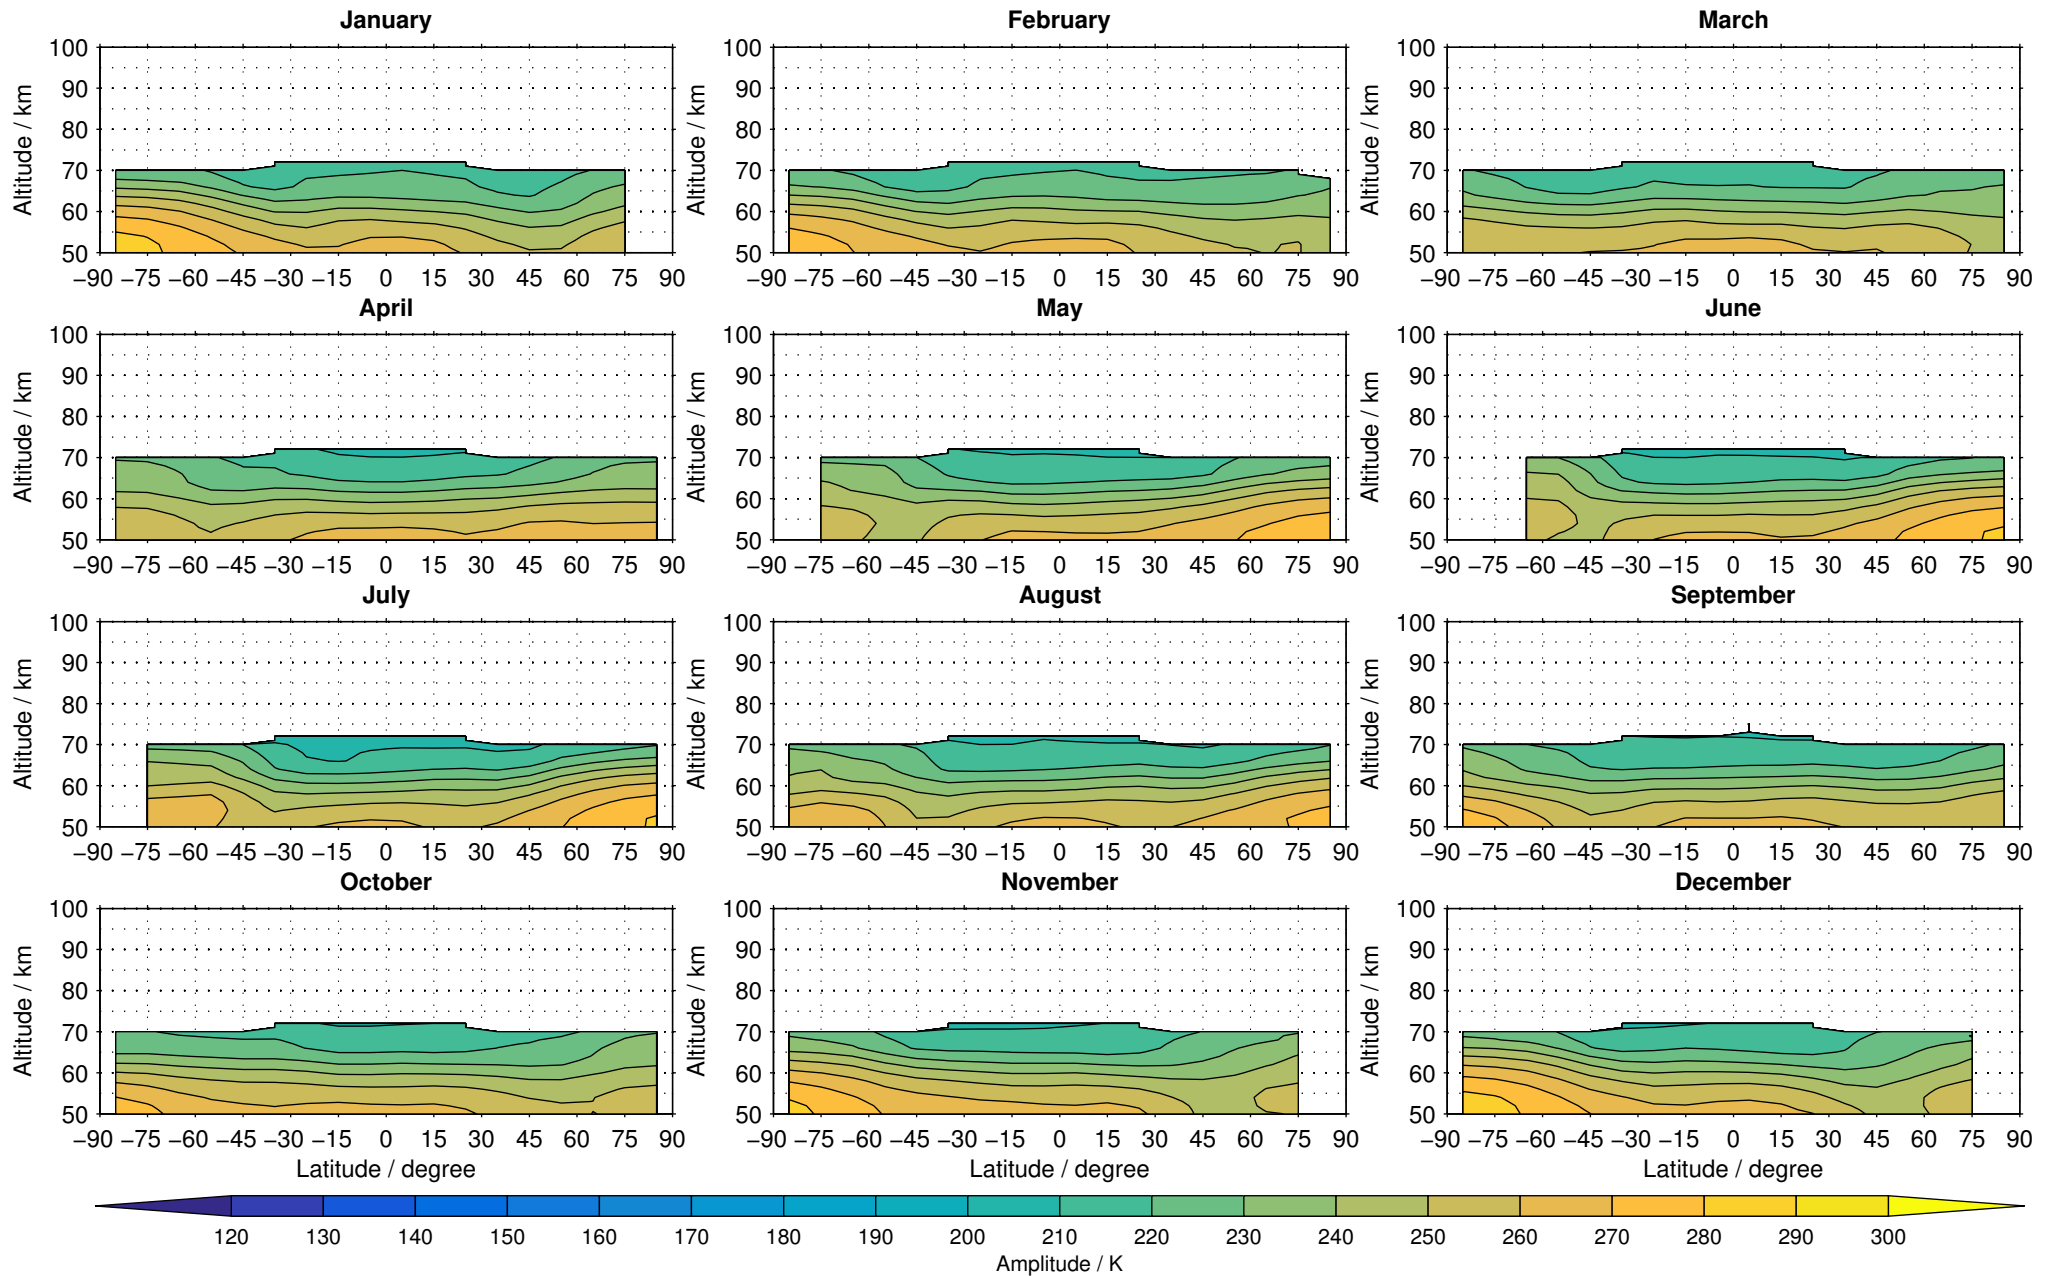 January February March
100 100 100
90 90 90
80 80 80
70 70 70
60 60 60
50 50 50
Altitude / km Altitude / km Altitude / km
−90 −75 −60 −45 −30 −15 0 15 30 45 60 75 90 −90 −75 −60 −45 −30 −15 0 15 30 45 60 75 90 −90 −75 −60 −45 −30 −15 0 15 30 45 60 75 90
April May June
100 100 100
90 90 90
80 80 80
70 70 70
60 60 60
50 50 50
Altitude / km Altitude / km Altitude / km
−90 −75 −60 −45 −30 −15 0 15 30 45 60 75 90 −90 −75 −60 −45 −30 −15 0 15 30 45 60 75 90 −90 −75 −60 −45 −30 −15 0 15 30 45 60 75 90
July August September
100 100 100
90 90 90
80 80 80
70 70 70
60 60 60
50 50 50
Altitude / km Altitude / km Altitude / km
−90 −75 −60 −45 −30 −15 0 15 30 45 60 75 90 −90 −75 −60 −45 −30 −15 0 15 30 45 60 75 90 −90 −75 −60 −45 −30 −15 0 15 30 45 60 75 90
October November December
100 100 100
90 90 90
80 80 80
70 70 70
60 60 60
50 50 50
Altitude / km Altitude / km Altitude / km
−90 −75 −60 −45 −30 −15 0 15 30 45 60 75 90 −90 −75 −60 −45 −30 −15 0 15 30 45 60 75 90 −90 −75 −60 −45 −30 −15 0 15 30 45 60 75 90
Latitude / degree Latitude / degree Latitude / degree
120 130 140 150 160 170 180 190 200 210 220 230 240 250 260 270 280 290 300
Amplitude / K